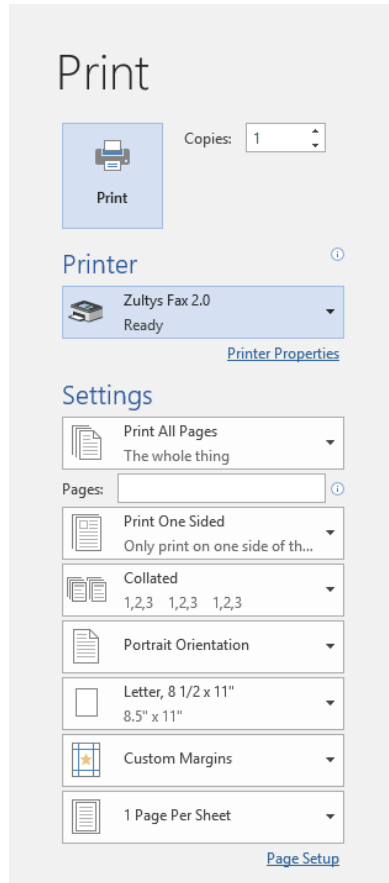 Print
Copies: 1
Print
Printer
Zultys Fax 2.0
Ready
Printer Properties
Settings
Print All Pages
The whole thing
Pages:
Print One Sided
Only print on one side of th...
Collated
1,2,3 1,2,3 1,2,3
Portrait Orientation
Letter, 8 1/2 x 11"
8.5" x 11"
Custom Margins
1 Page Per Sheet
Page Setup